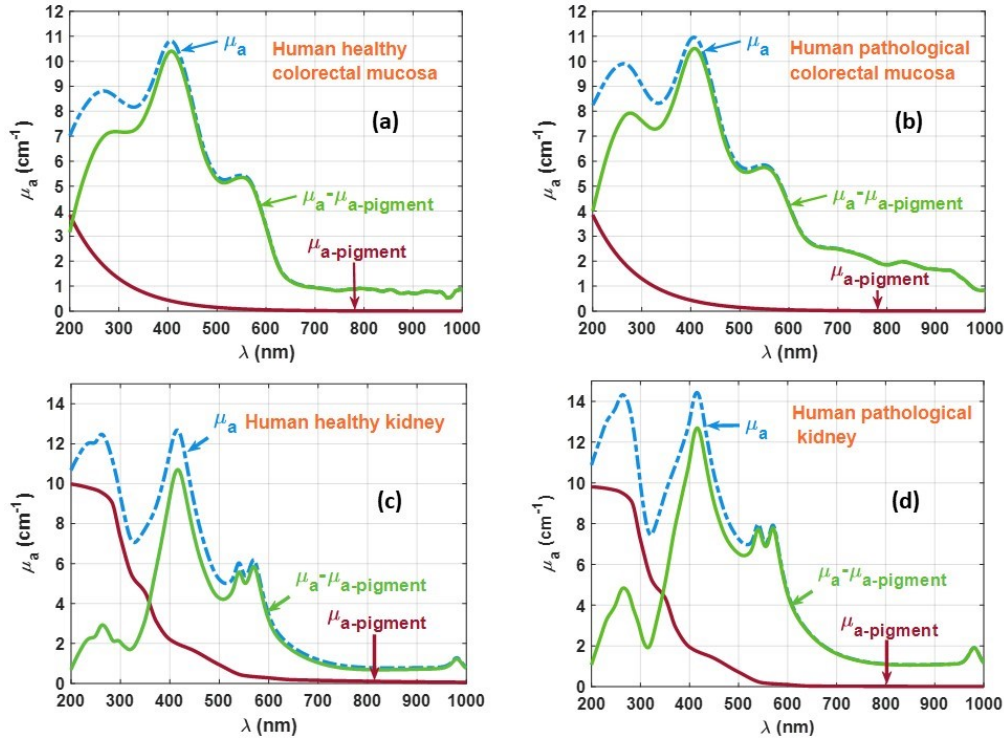 12
11
10
9
8
7
6
5
4
3
2
1
0
μa (cm-1)
μa
Human healthy
colorectal mucosa
(a)
μa-μa-pigment
μa-pigment
200 300 400 500 600 700 800 900 1000
λ (nm)
12
11
10
9
8
7
6
5
4
3
2
1
0
μa (cm-1)
μa
Human pathological
colorectal mucosa
(b)
μa-μa-pigment
μa-pigment
200 300 400 500 600 700 800 900 1000
λ (nm)
14
12
10
8
6
4
2
0
μa (cm-1)
μa
Human healthy kidney
(c)
μa-μa-pigment
μa-pigment
200 300 400 500 600 700 800 900 1000
λ (nm)
14
12
10
8
6
4
2
0
μa (cm-1)
μa
Human pathological
kidney
(d)
μa-μa-pigment
μa-pigment
200 300 400 500 600 700 800 900 1000
λ (nm)